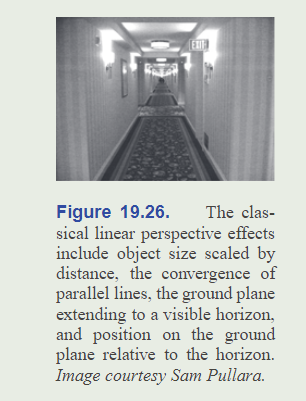 EXIT
Figure 19.26. The clas-
sical linear perspective effects
include object size scaled by
distance, the convergence of
parallel lines, the ground plane
extending to a visible horizon,
and position on the ground
plane relative to the horizon.
Image courtesy Sam Pullara.